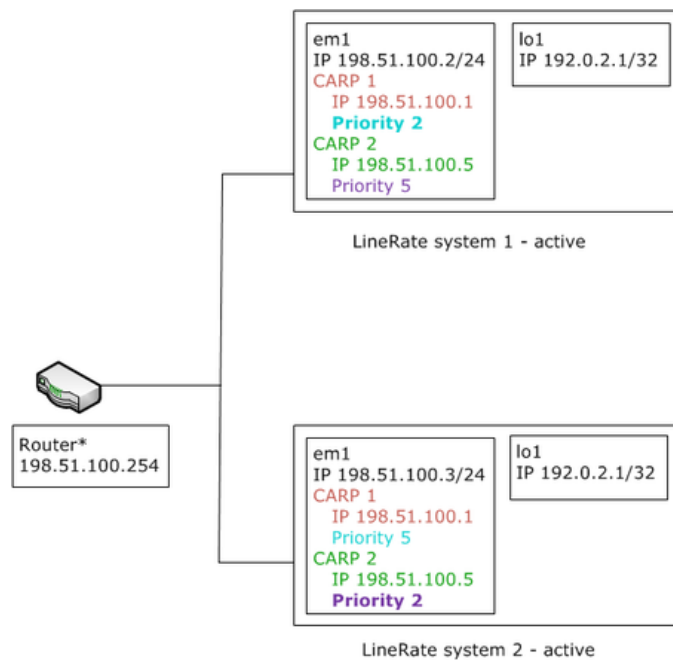 em1
IP 198.51.100.2/24
CARP 1
IP 198.51.100.1
Priority 2
CARP 2
IP 198.51.100.5
Priority 5
lo1
IP 192.0.2.1/32
LineRate system 1 - active
Router*
198.51.100.254
em1
IP 198.51.100.3/24
CARP 1
IP 198.51.100.1
Priority 5
CARP 2
IP 198.51.100.5
Priority 2
lo1
IP 192.0.2.1/32
LineRate system 2 - active